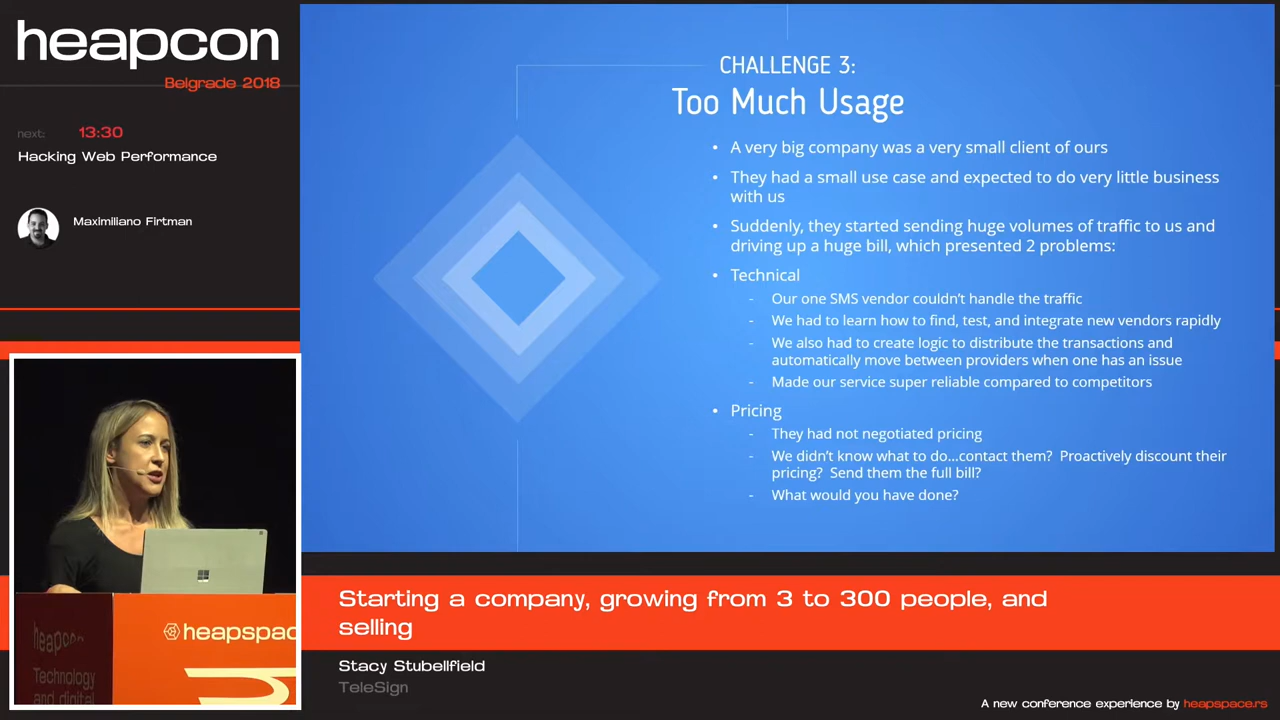 heapcon
Belgrade 2018
next: 13:30
Hacking Web Performance
Maximiliano Firtman
CHALLENGE 3:
Too Much Usage
• A very big company was a very small client of ours
• They had a small use case and expected to do very little business
with us
• Suddenly, they started sending huge volumes of traffic to us and
driving up a huge bill, which presented 2 problems:
• Technical
- Our one SMS vendor couldn't handle the traffic
- We had to learn how to find, test, and integrate new vendors rapidly
- We also had to create logic to distribute the transactions and
automatically move between providers when one has an issue
- Made our service super reliable compared to competitors
• Pricing
- They had not negotiated pricing
- We didn't know what to do...contact them? Proactively discount their
pricing? Send them the full bill?
- What would you have done?
heapspac
heapco
Technology
and digital
Starting a company, growing from 3 to 300 people, and
selling
Stacy Stubellfield
TeleSign
A new conference experience by heapspace.rs